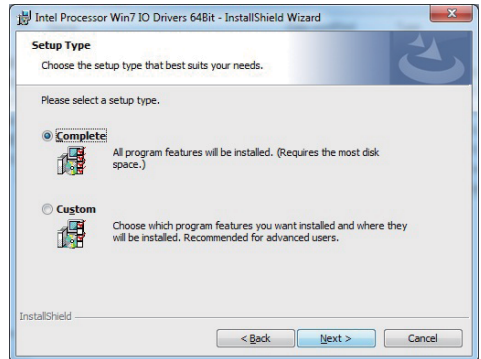 Intel Processor Win7 IO Drivers 64Bit - InstallShield Wizard
Setup Type
Choose the setup type that best suits your needs.
Please select a setup type.
Complete
All program features will be installed. (Requires the most disk
space.)
Custom
Choose which program features you want installed and where they
will be installed. Recommended for advanced users.
InstallShield
< Back Next > Cancel